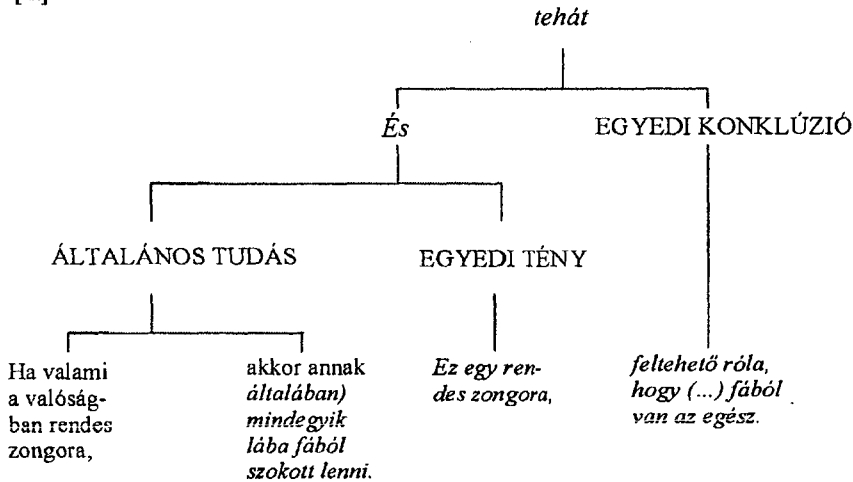 tehát
És
EGYEDI KONKLÚZIÓ
ÁLTALÁNOS TUDÁS
EGYEDI TÉNY
Ha valami
a valóság-
ban rendes
zongora,
akkor annak
általában)
mindegyik
lába fából
szokott lenni.
Ez egy ren-
des zongora,
feltehető róla,
hogy (...) fából
van az egész.